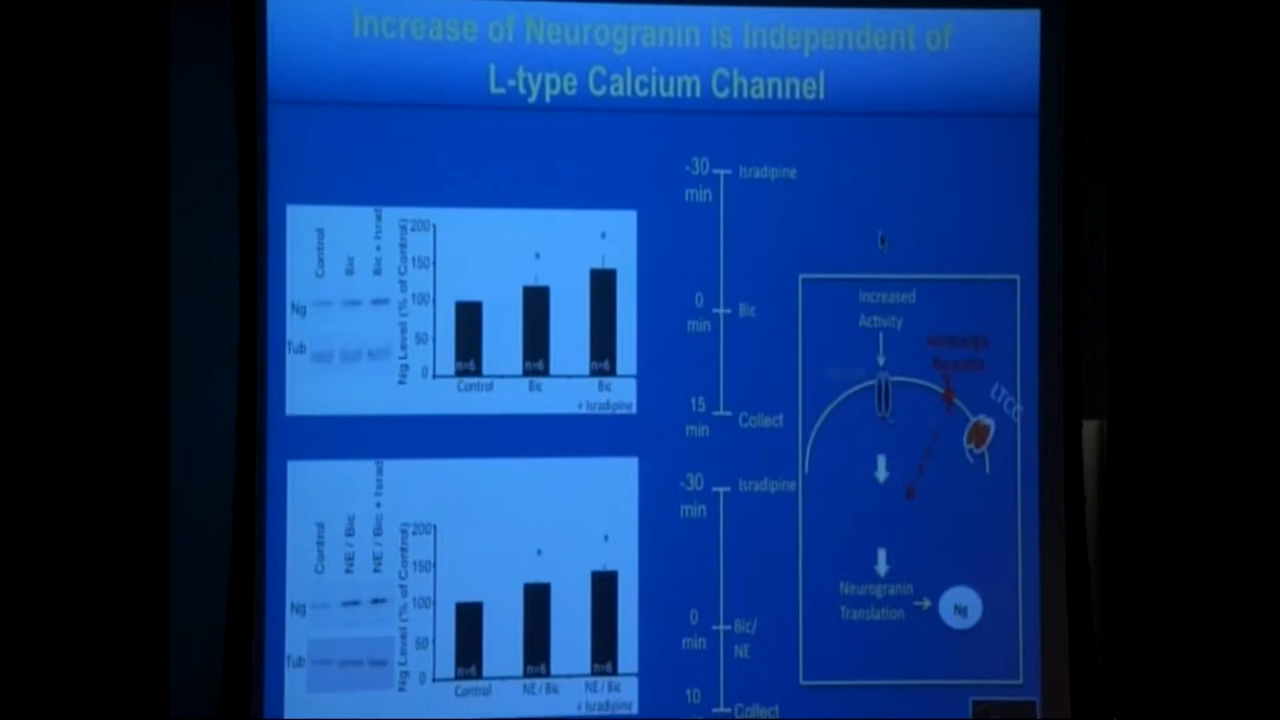 Increase of Neurogranin is Independent of
L-type Calcium Channel
Control
Bic
Bic + Israd
Ng
Tub
Ng Level (% of Control)
200
150
100
50
0
n=6
n=6
n=6
Control
Bic
Bic
+ Isradipine
-30
min
Isradipine
0
min
Bic
15
min
Collect
Control
NE / Bic
NE / Bic + Israd
Ng
Tub
Ng Level (% of Control)
200
150
100
50
0
n=6
n=6
n=6
Control
NE / Bic
NE / Bic
+ Isradipine
-30
min
Isradipine
0
min
Bic/
NE
10
Collect
Increased
Activity
LTCC
Neurogranin
Translation
Ng